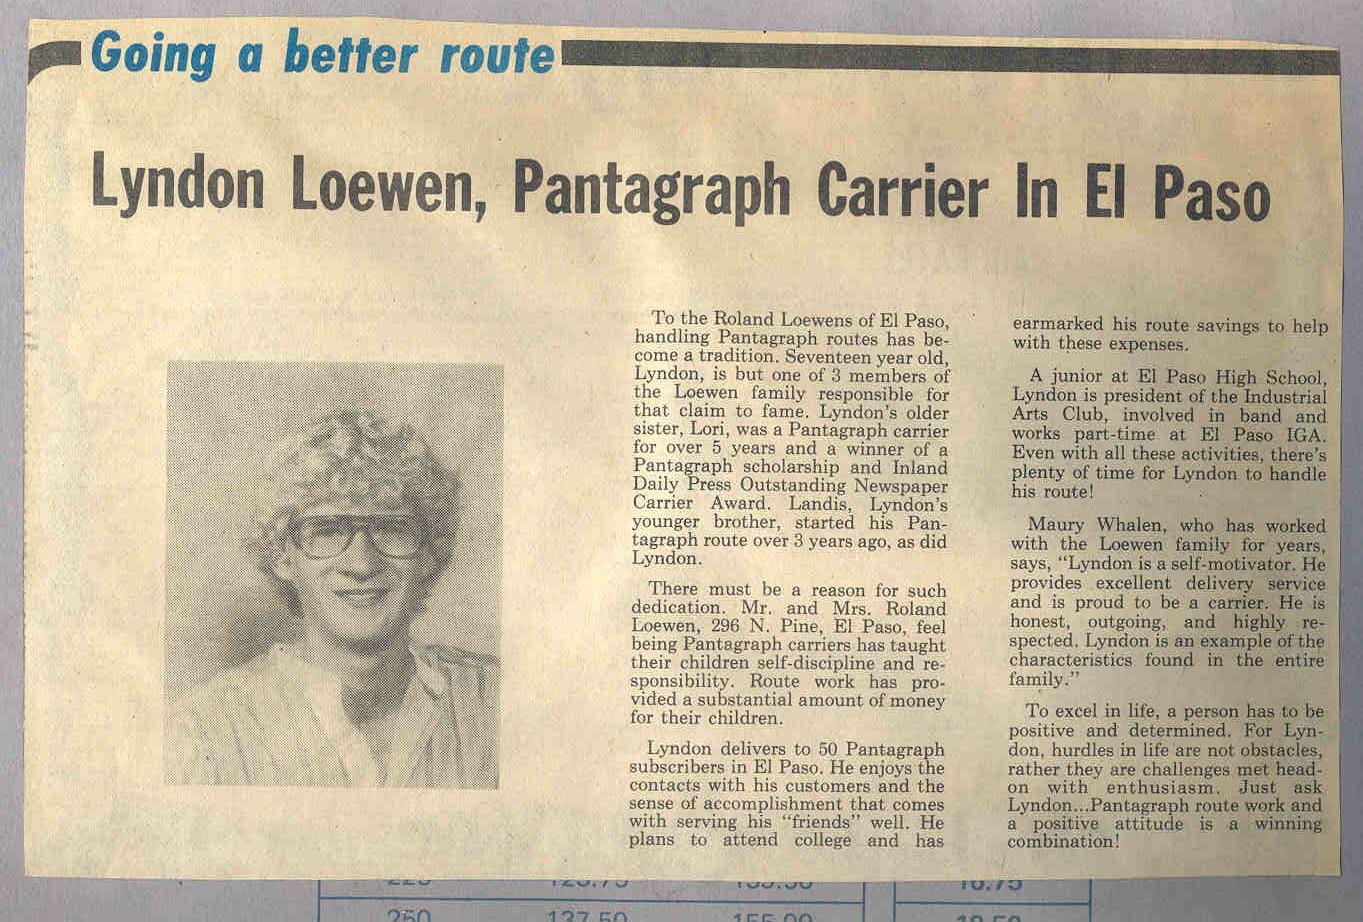 Going a better route
Lyndon Loewen, Pantagraph Carrier In El Paso
To the Roland Loewens of El Paso,
handling Pantagraph routes has be-
come a tradition. Seventeen year old,
Lyndon, is but one of 3 members of
the Loewen family responsible for
that claim to fame. Lyndon's older
sister, Lori, was a Pantagraph carrier
for over 5 years and a winner of a
Pantagraph scholarship and Inland
Daily Press Outstanding Newspaper
Carrier Award. Landis, Lyndon's
younger brother, started his Pan-
tagraph route over 3 years ago, as did
Lyndon.
There must be a reason for such
dedication. Mr. and Mrs. Roland
Loewen, 296 N. Pine, El Paso, feel
being Pantagraph carriers has taught
their children self-discipline and re-
sponsibility. Route work has pro-
vided a substantial amount of money
for their children.
Lyndon delivers to 50 Pantagraph
subscribers in El Paso. He enjoys the
contacts with his customers and the
sense of accomplishment that comes
with serving his "friends" well. He
plans to attend college and has
earmarked his route savings to help
with these expenses.
A junior at El Paso High School,
Lyndon is president of the Industrial
Arts Club, involved in band and
works part-time at El Paso IGA.
Even with all these activities, there's
plenty of time for Lyndon to handle
his route!
Maury Whalen, who has worked
with the Loewen family for years,
says, "Lyndon is a self-motivator. He
provides excellent delivery service
and is proud to be a carrier. He is
honest, outgoing, and highly re-
spected. Lyndon is an example of the
characteristics found in the entire
family."
To excel in life, a person has to be
positive and determined. For Lyn-
don, hurdles in life are not obstacles,
rather they are challenges met head-
on with enthusiasm. Just ask
Lyndon...Pantagraph route work and
a positive attitude is a winning
combination!
16.75
250 137.50 155.00